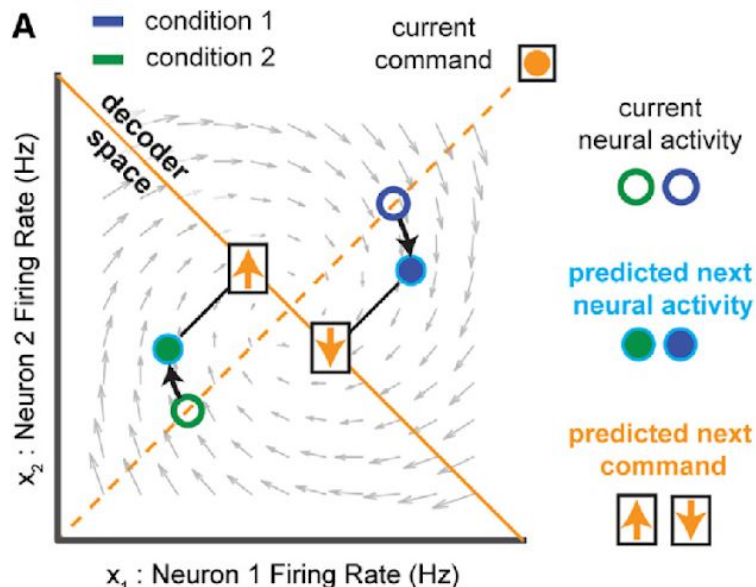 A
condition 1
condition 2
current
command
decoder
space
x2 : Neuron 2 Firing Rate (Hz)
x1 : Neuron 1 Firing Rate (Hz)
current
neural activity
predicted next
neural activity
predicted next
command